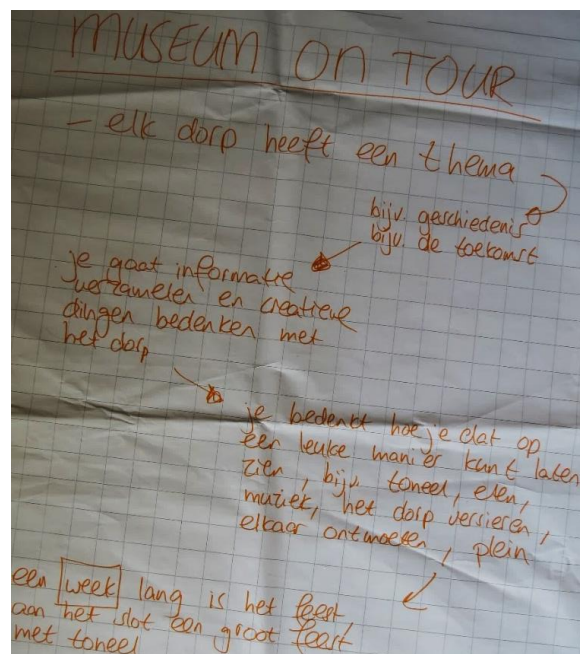 MUSEUM ON TOUR
- elk dorp heeft een thema
bijv. geschiedenis
bijv. de toekomst
je gaat informatie
verzamelen en creatieve
dingen bedenken met
het dorp
je bedenkt hoe je dat op
een leuke manier kunt laten
zien, bijv. toneel, eten,
muziek, het dorp versieren,
elkaar ontmoeten, plein
een week lang is het feest,
aan het slot een groot feest
met toneel